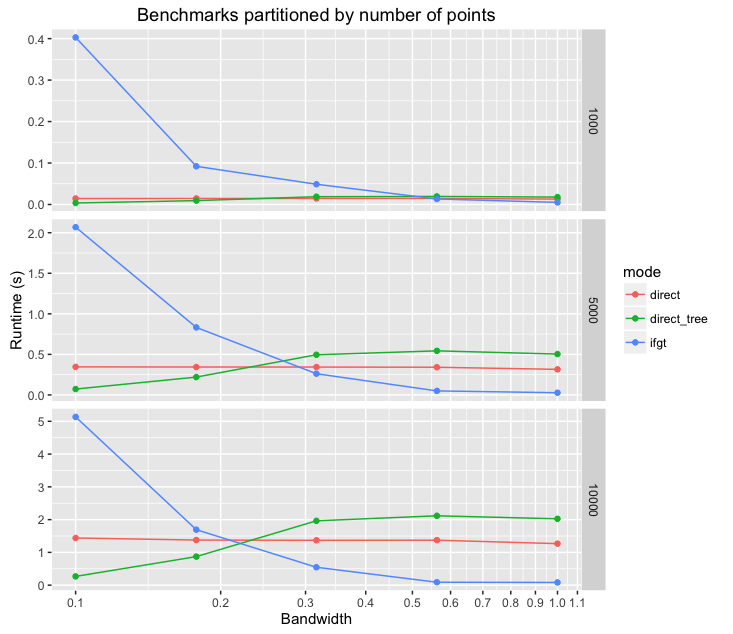 Benchmarks partitioned by number of points
0.4
0.3
0.2
0.1
0.0
1000
2.0
1.5
1.0
0.5
0.0
5000
5
4
3
2
1
0
10000
Runtime (s)
0.1 0.2 0.3 0.4 0.5 0.6 0.7 0.8 0.9 1.0 1.1
Bandwidth
mode
direct
direct_tree
ifgt